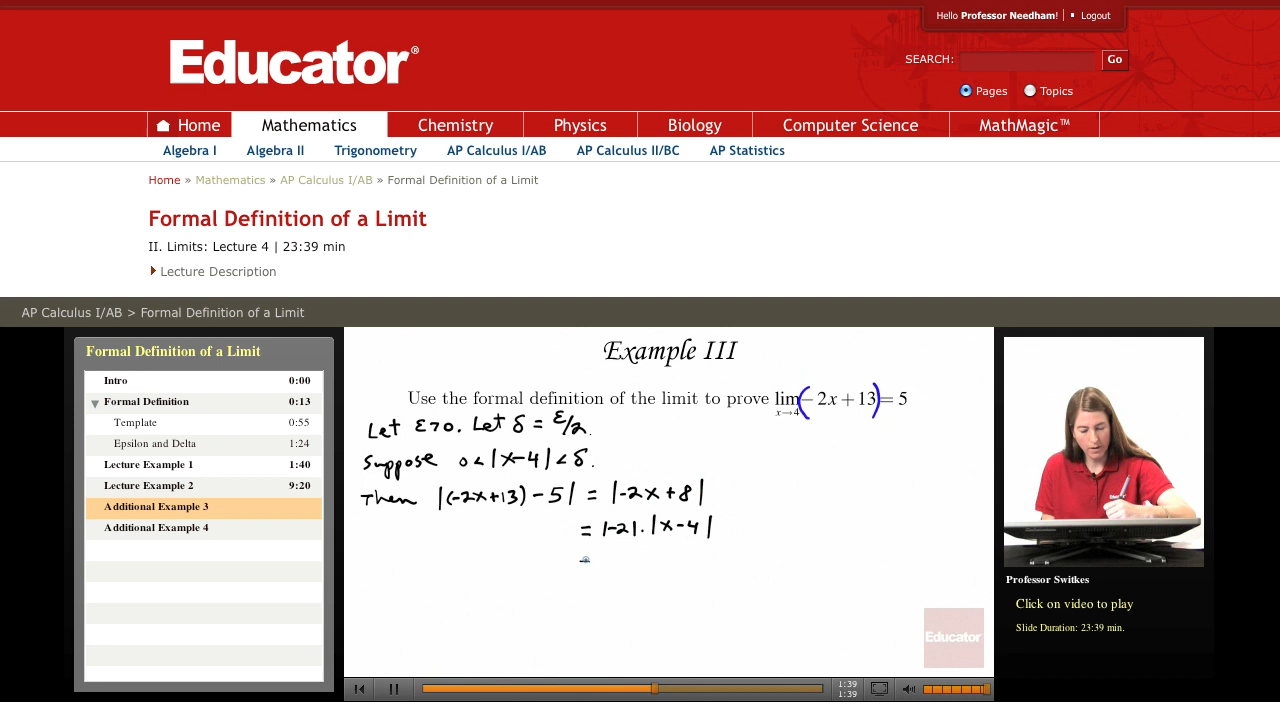 Hello Professor Needham! Logout
Educator®
SEARCH: Go
Pages Topics
Home Mathematics Chemistry Physics Biology Computer Science MathMagic™
Algebra I Algebra II Trigonometry AP Calculus I/AB AP Calculus II/BC AP Statistics
Home » Mathematics » AP Calculus I/AB » Formal Definition of a Limit
Formal Definition of a Limit
II. Limits: Lecture 4 | 23:39 min
Lecture Description
AP Calculus I/AB > Formal Definition of a Limit
Formal Definition of a Limit
Intro 0:00
Formal Definition 0:13
Template 0:55
Epsilon and Delta 1:24
Lecture Example 1 1:40
Lecture Example 2 9:20
Additional Example 3
Additional Example 4
Example III
Use the formal definition of the limit to prove lim x→4 (−2x+13) = 5
Let ε>0. Let δ = ε/2.
Suppose 0<|x-4|<δ.
Then |(-2x+13)-5| = |-2x+8|
= |-2|·|x-4|
Educator
1:39
1:39
Professor Switkes
Click on video to play
Slide Duration: 23:39 min.